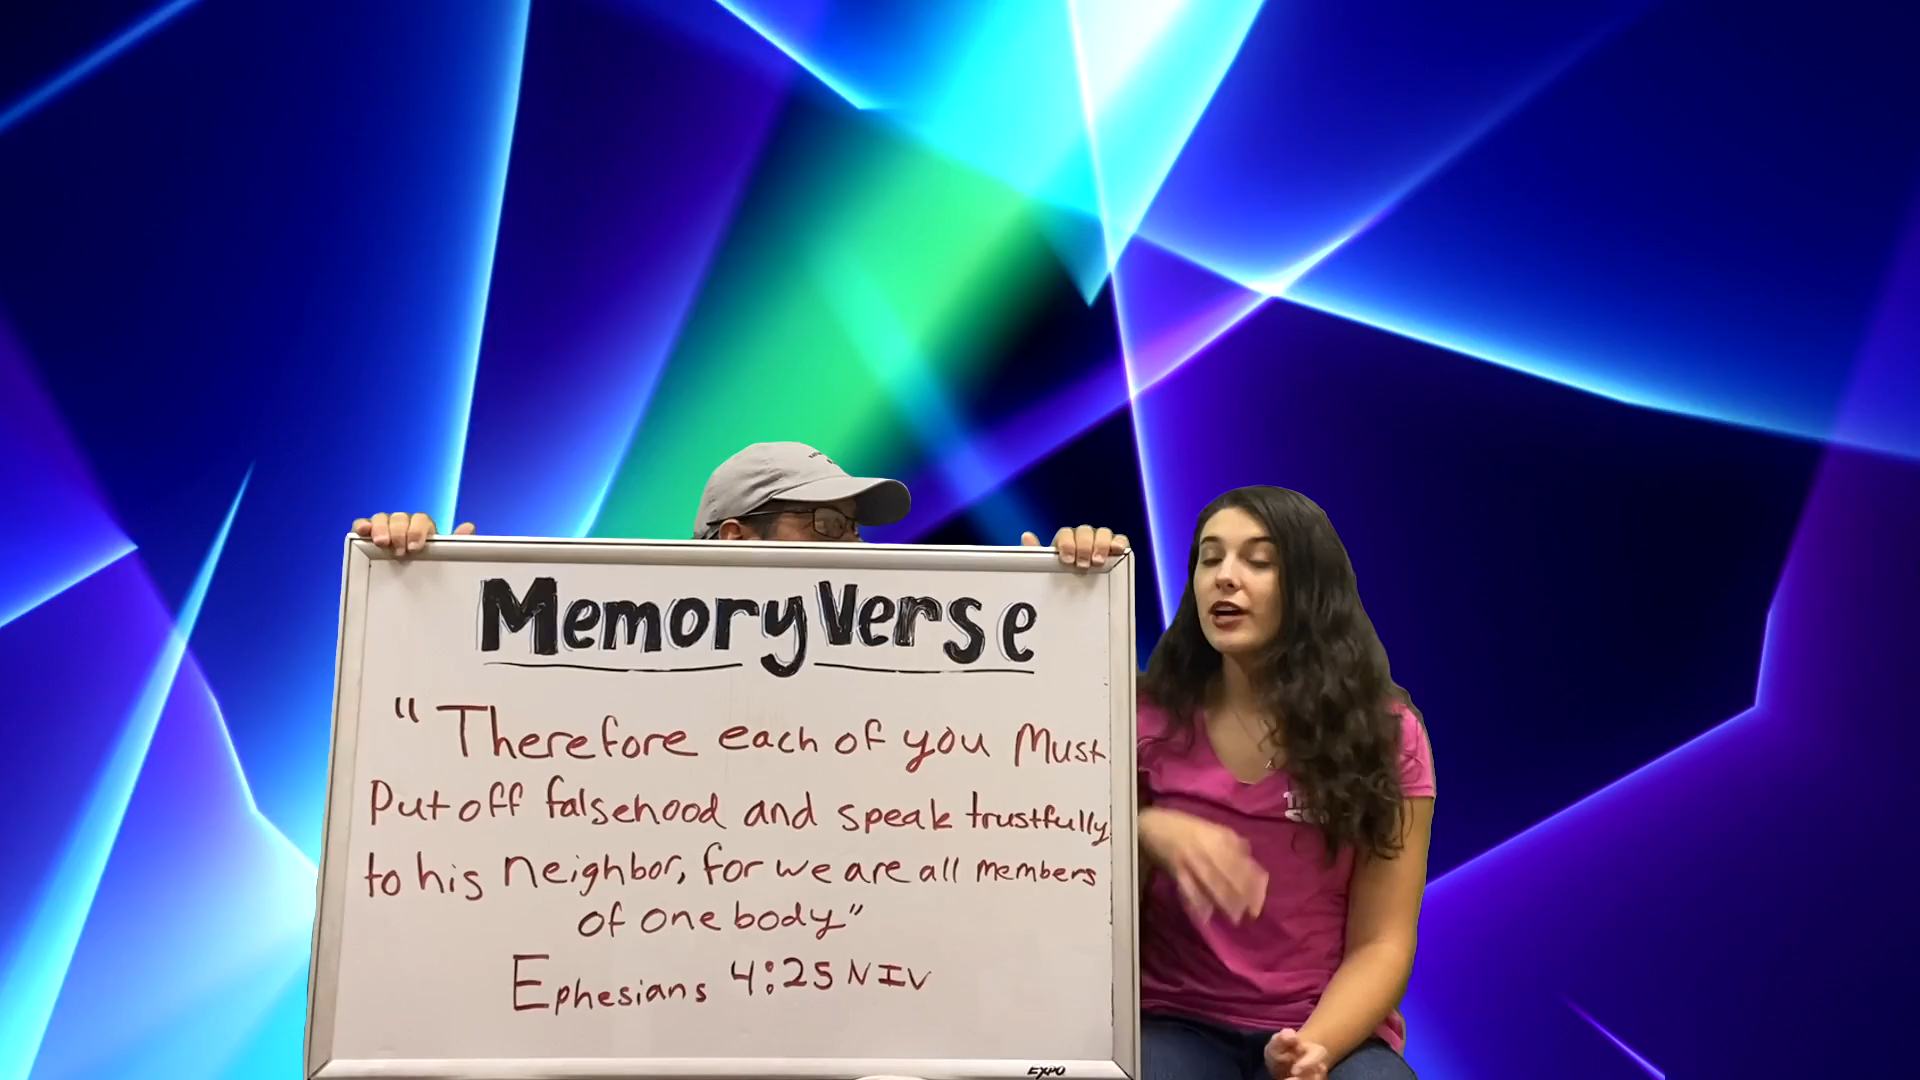 Memory Verse
"Therefore each of you Must
Put off falsehood and speak trustfully
to his neighbor, for we are all members
of one body"
Ephesians 4:25 NIV
EXPO